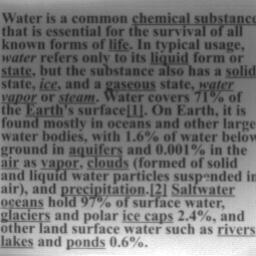 Water is a common chemical substance
that is essential for the survival of all
known forms of life. In typical usage,
water refers only to its liquid form or
state, but the substance also has a solid
state, ice, and a gaseous state, water
vapor or steam. Water covers 71% of
the Earth's surface[1]. On Earth, it is
found mostly in oceans and other large
water bodies, with 1.6% of water below
ground in aquifers and 0.001% in the
air as vapor, clouds (formed of solid
and liquid water particles suspended in
air), and precipitation.[2] Saltwater
oceans hold 97% of surface water,
glaciers and polar ice caps 2.4%, and
other land surface water such as rivers
lakes and ponds 0.6%.